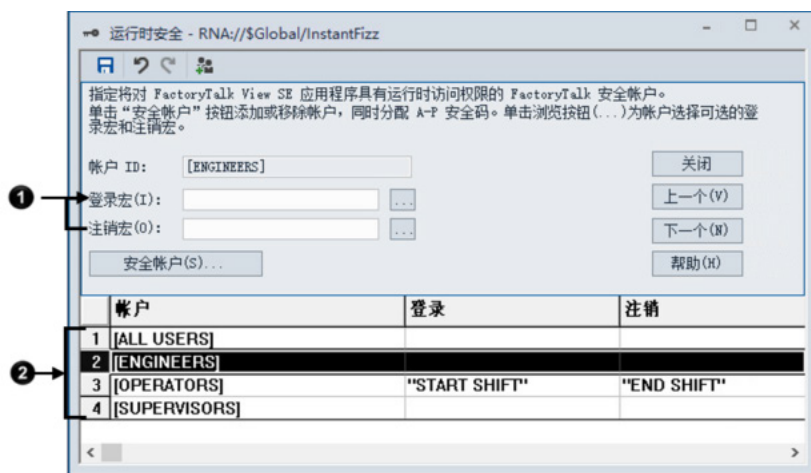 运行时安全 - RNA://$Global/InstantFizz
指定将对 FactoryTalk View SE 应用程序具有运行时访问权限的 FactoryTalk 安全帐户。
单击“安全帐户”按钮添加或移除帐户，同时分配 A-P 安全码。单击浏览按钮(...)为帐户选择可选的登
录宏和注销宏。
帐户 ID: [ENGINEERS] 关闭
1 登录宏(I): ... 上一个(V)
注销宏(O): ... 下一个(N)
安全帐户(S)... 帮助(H)
帐户 登录 注销
1 [ALL USERS]
2 [ENGINEERS]
2 3 [OPERATORS] "START SHIFT" "END SHIFT"
4 [SUPERVISORS]